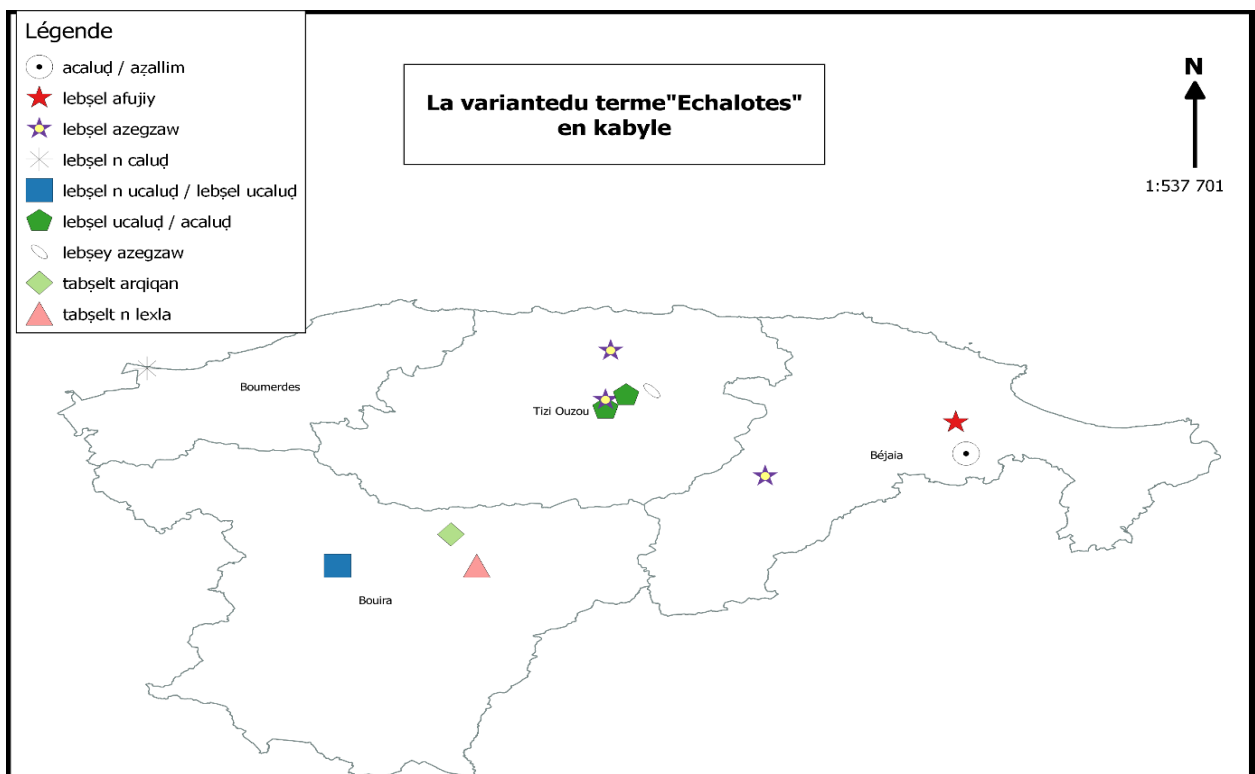 Légende
acaluḍ / aẓallim
lebṣel afujiy
lebṣel azegzaw
lebṣel n caluḍ
lebṣel n ucaluḍ / lebṣel ucaluḍ
lebṣel ucaluḍ / acaluḍ
lebṣey azegzaw
tabṣelt arqiqan
tabṣelt n lexla
La variantedu terme"Echalotes"
en kabyle
N
1:537 701
Boumerdes
Tizi Ouzou
Béjaia
Bouira